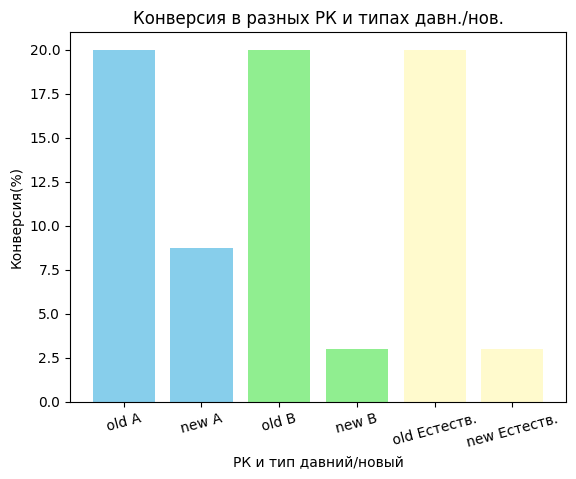 Конверсия в разных РК и типах давн./нов.
Конверсия(%)
20.0
17.5
15.0
12.5
10.0
7.5
5.0
2.5
0.0
old A
new A
old B
new B
old Естеств.
new Естеств.
РК и тип давний/новый